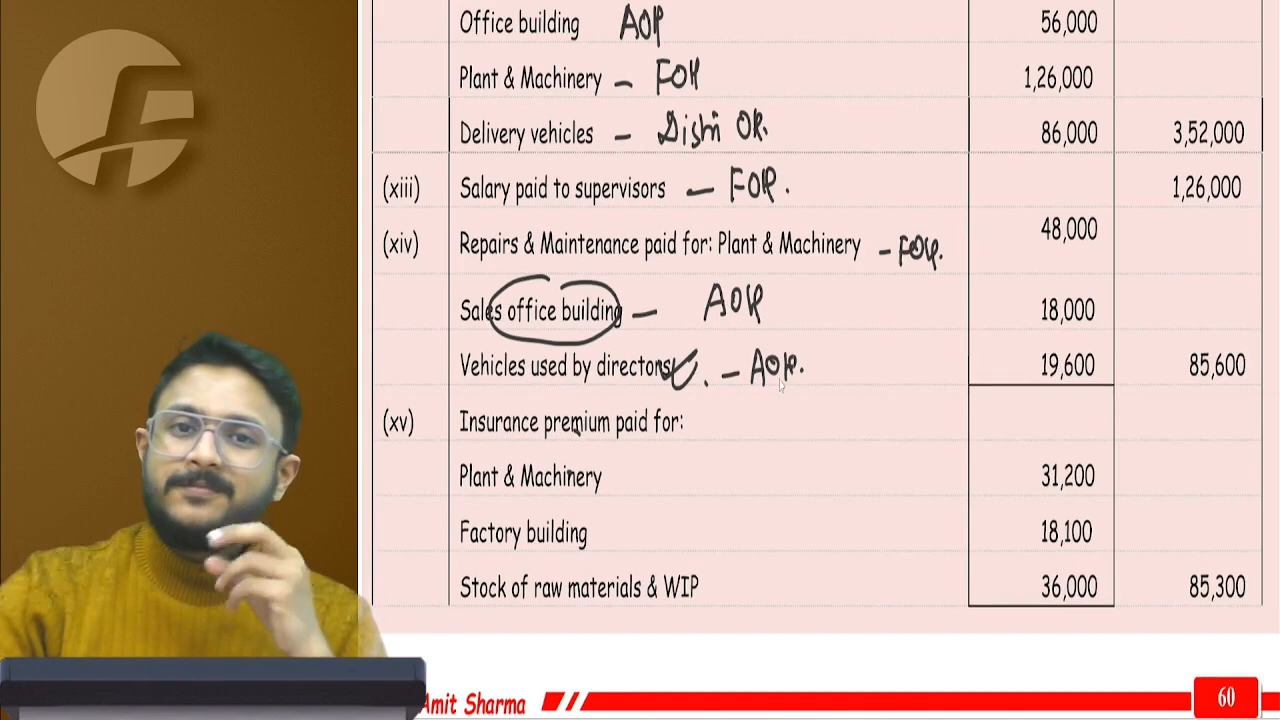 Office building AOH 56,000
Plant & Machinery – FOH 1,26,000
Delivery vehicles – Distri OH. 86,000 3,52,000
(xiii) Salary paid to supervisors – FOH. 1,26,000
(xiv) Repairs & Maintenance paid for: Plant & Machinery – FOH. 48,000
Sales office building – AOH 18,000
Vehicles used by directors. – AOH. 19,600 85,600
(xv) Insurance premium paid for:
Plant & Machinery 31,200
Factory building 18,100
Stock of raw materials & WIP 36,000 85,300
Amit Sharma 60